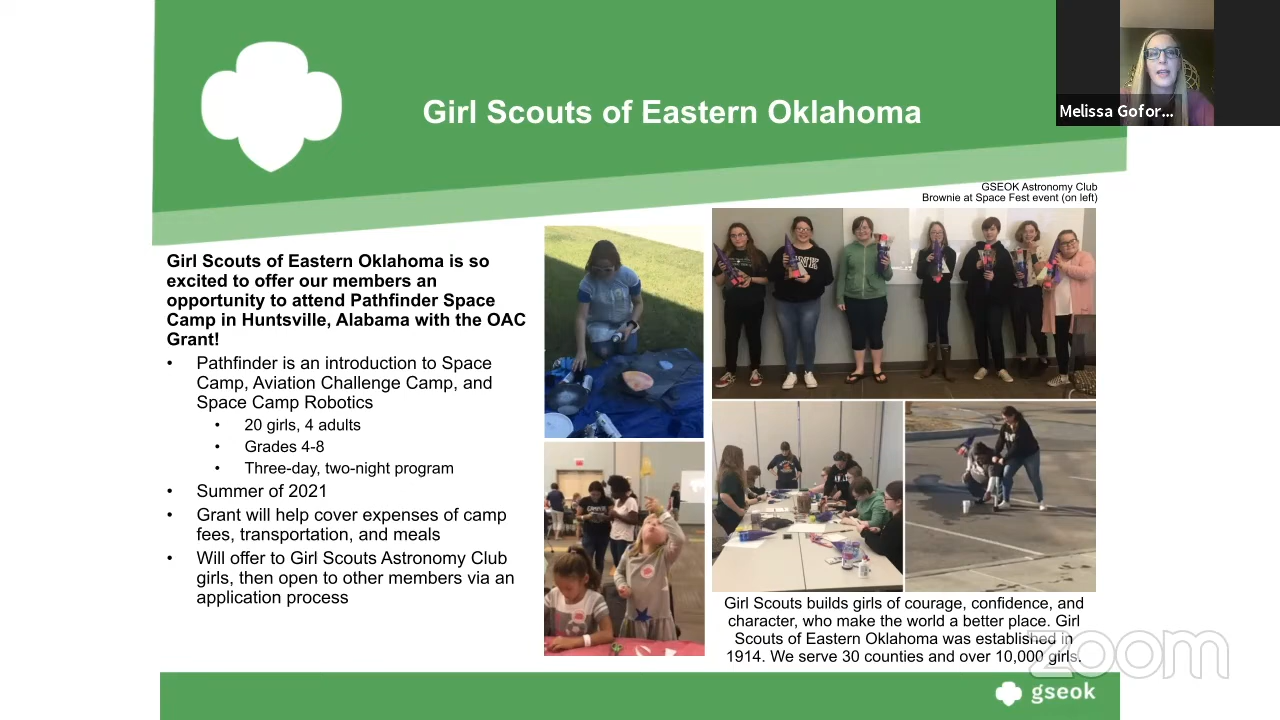 Girl Scouts of Eastern Oklahoma
Melissa Gofor...
GSEOK Astronomy Club
Brownie at Space Fest event (on left)
Girl Scouts of Eastern Oklahoma is so
excited to offer our members an
opportunity to attend Pathfinder Space
Camp in Huntsville, Alabama with the OAC
Grant!
• Pathfinder is an introduction to Space
Camp, Aviation Challenge Camp, and
Space Camp Robotics
• 20 girls, 4 adults
• Grades 4-8
• Three-day, two-night program
• Summer of 2021
• Grant will help cover expenses of camp
fees, transportation, and meals
• Will offer to Girl Scouts Astronomy Club
girls, then open to other members via an
application process
Girl Scouts builds girls of courage, confidence, and
character, who make the world a better place. Girl
Scouts of Eastern Oklahoma was established in
1914. We serve 30 counties and over 10,000 girls.
zoom
gseok